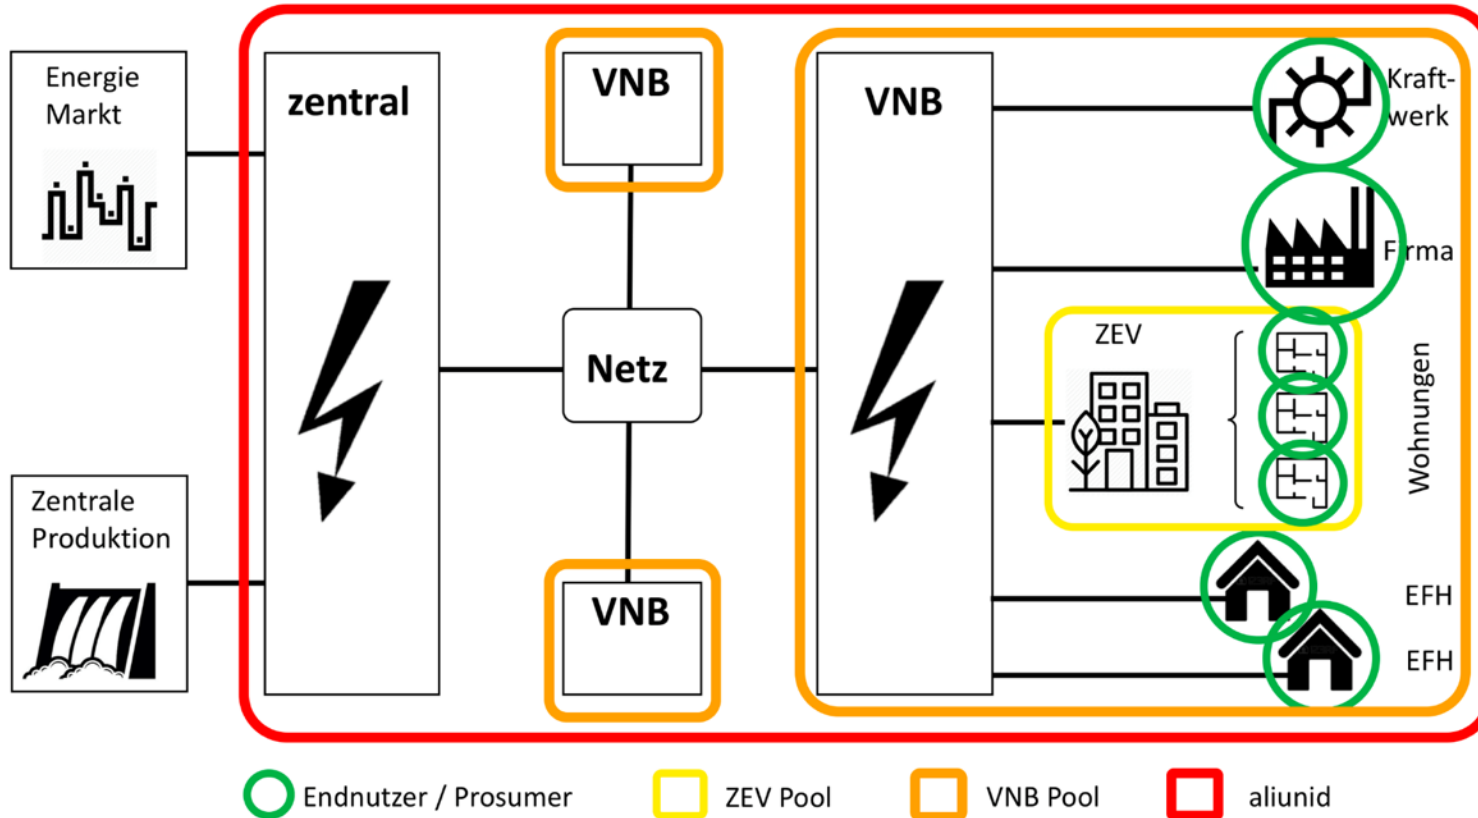 Energie
Markt
zentral
VNB
VNB
Kraft-
werk
Firma
Netz
ZEV
Wohnungen
Zentrale
Produktion
VNB
EFH
EFH
Endnutzer / Prosumer
ZEV Pool
VNB Pool
aliunid